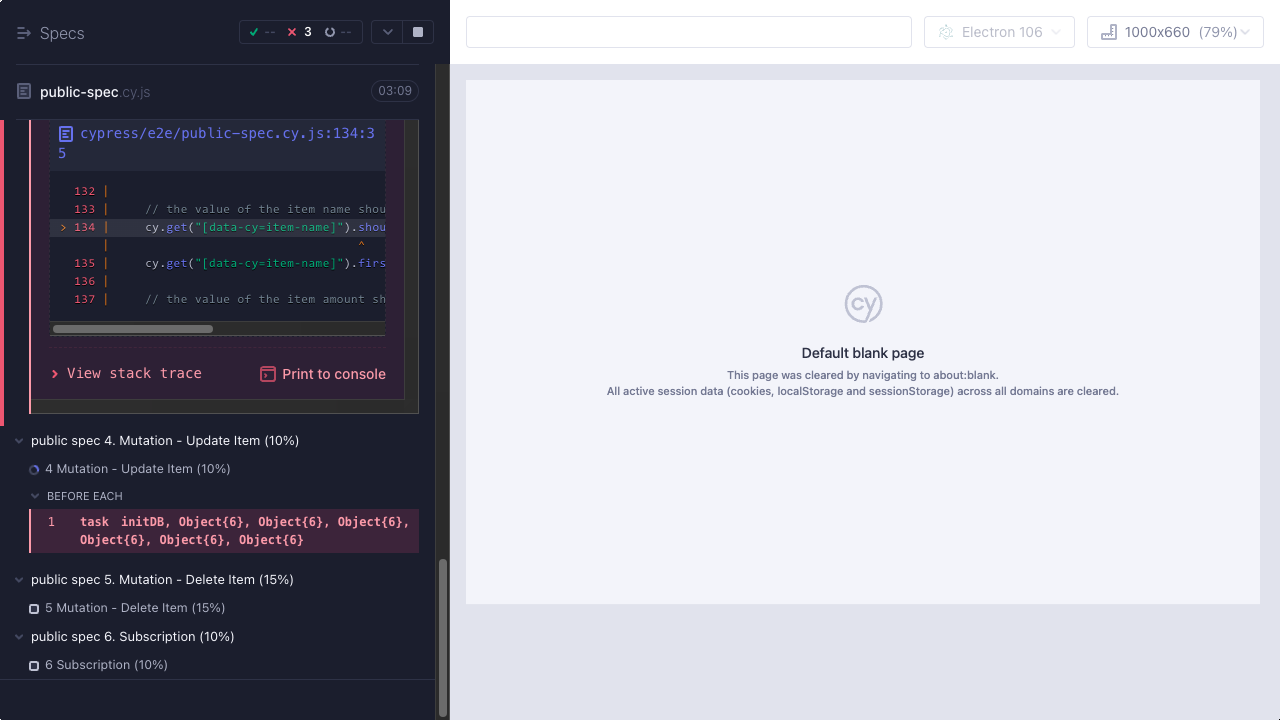 Specs
--
3
--
public-spec.cy.js
03:09
cypress/e2e/public-spec.cy.js:134:3
5
132 |
133 | // the value of the item name shou
> 134 | cy.get("[data-cy=item-name]").shou
| ^
135 | cy.get("[data-cy=item-name]").firs
136 |
137 | // the value of the item amount sh
View stack trace
Print to console
public spec 4. Mutation - Update Item (10%)
4 Mutation - Update Item (10%)
BEFORE EACH
1 task initDB, Object{6}, Object{6}, Object{6},
Object{6}, Object{6}, Object{6}
public spec 5. Mutation - Delete Item (15%)
5 Mutation - Delete Item (15%)
public spec 6. Subscription (10%)
6 Subscription (10%)
Electron 106
1000x660 (79%)
cy
Default blank page
This page was cleared by navigating to about:blank.
All active session data (cookies, localStorage and sessionStorage) across all domains are cleared.